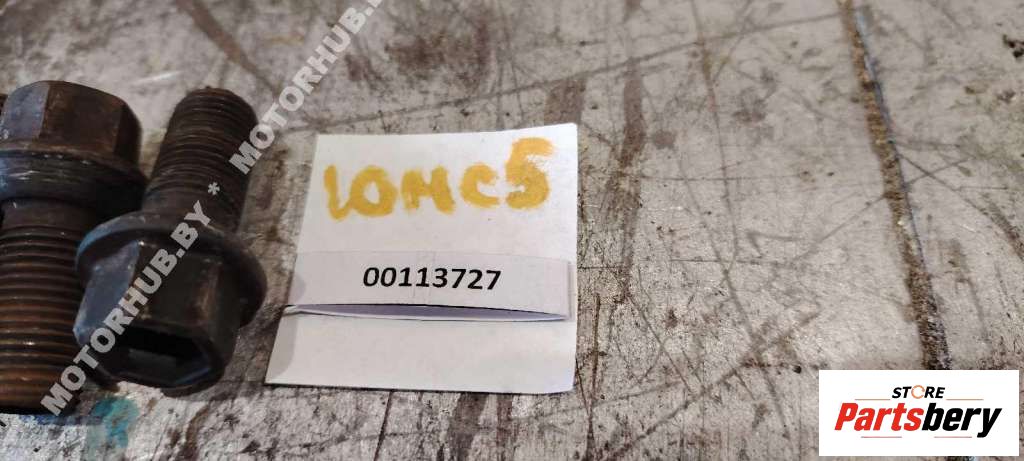 MOTORHUB.BY * MOTORHUB.BY
10HC5
00113727
STORE
Partsbery